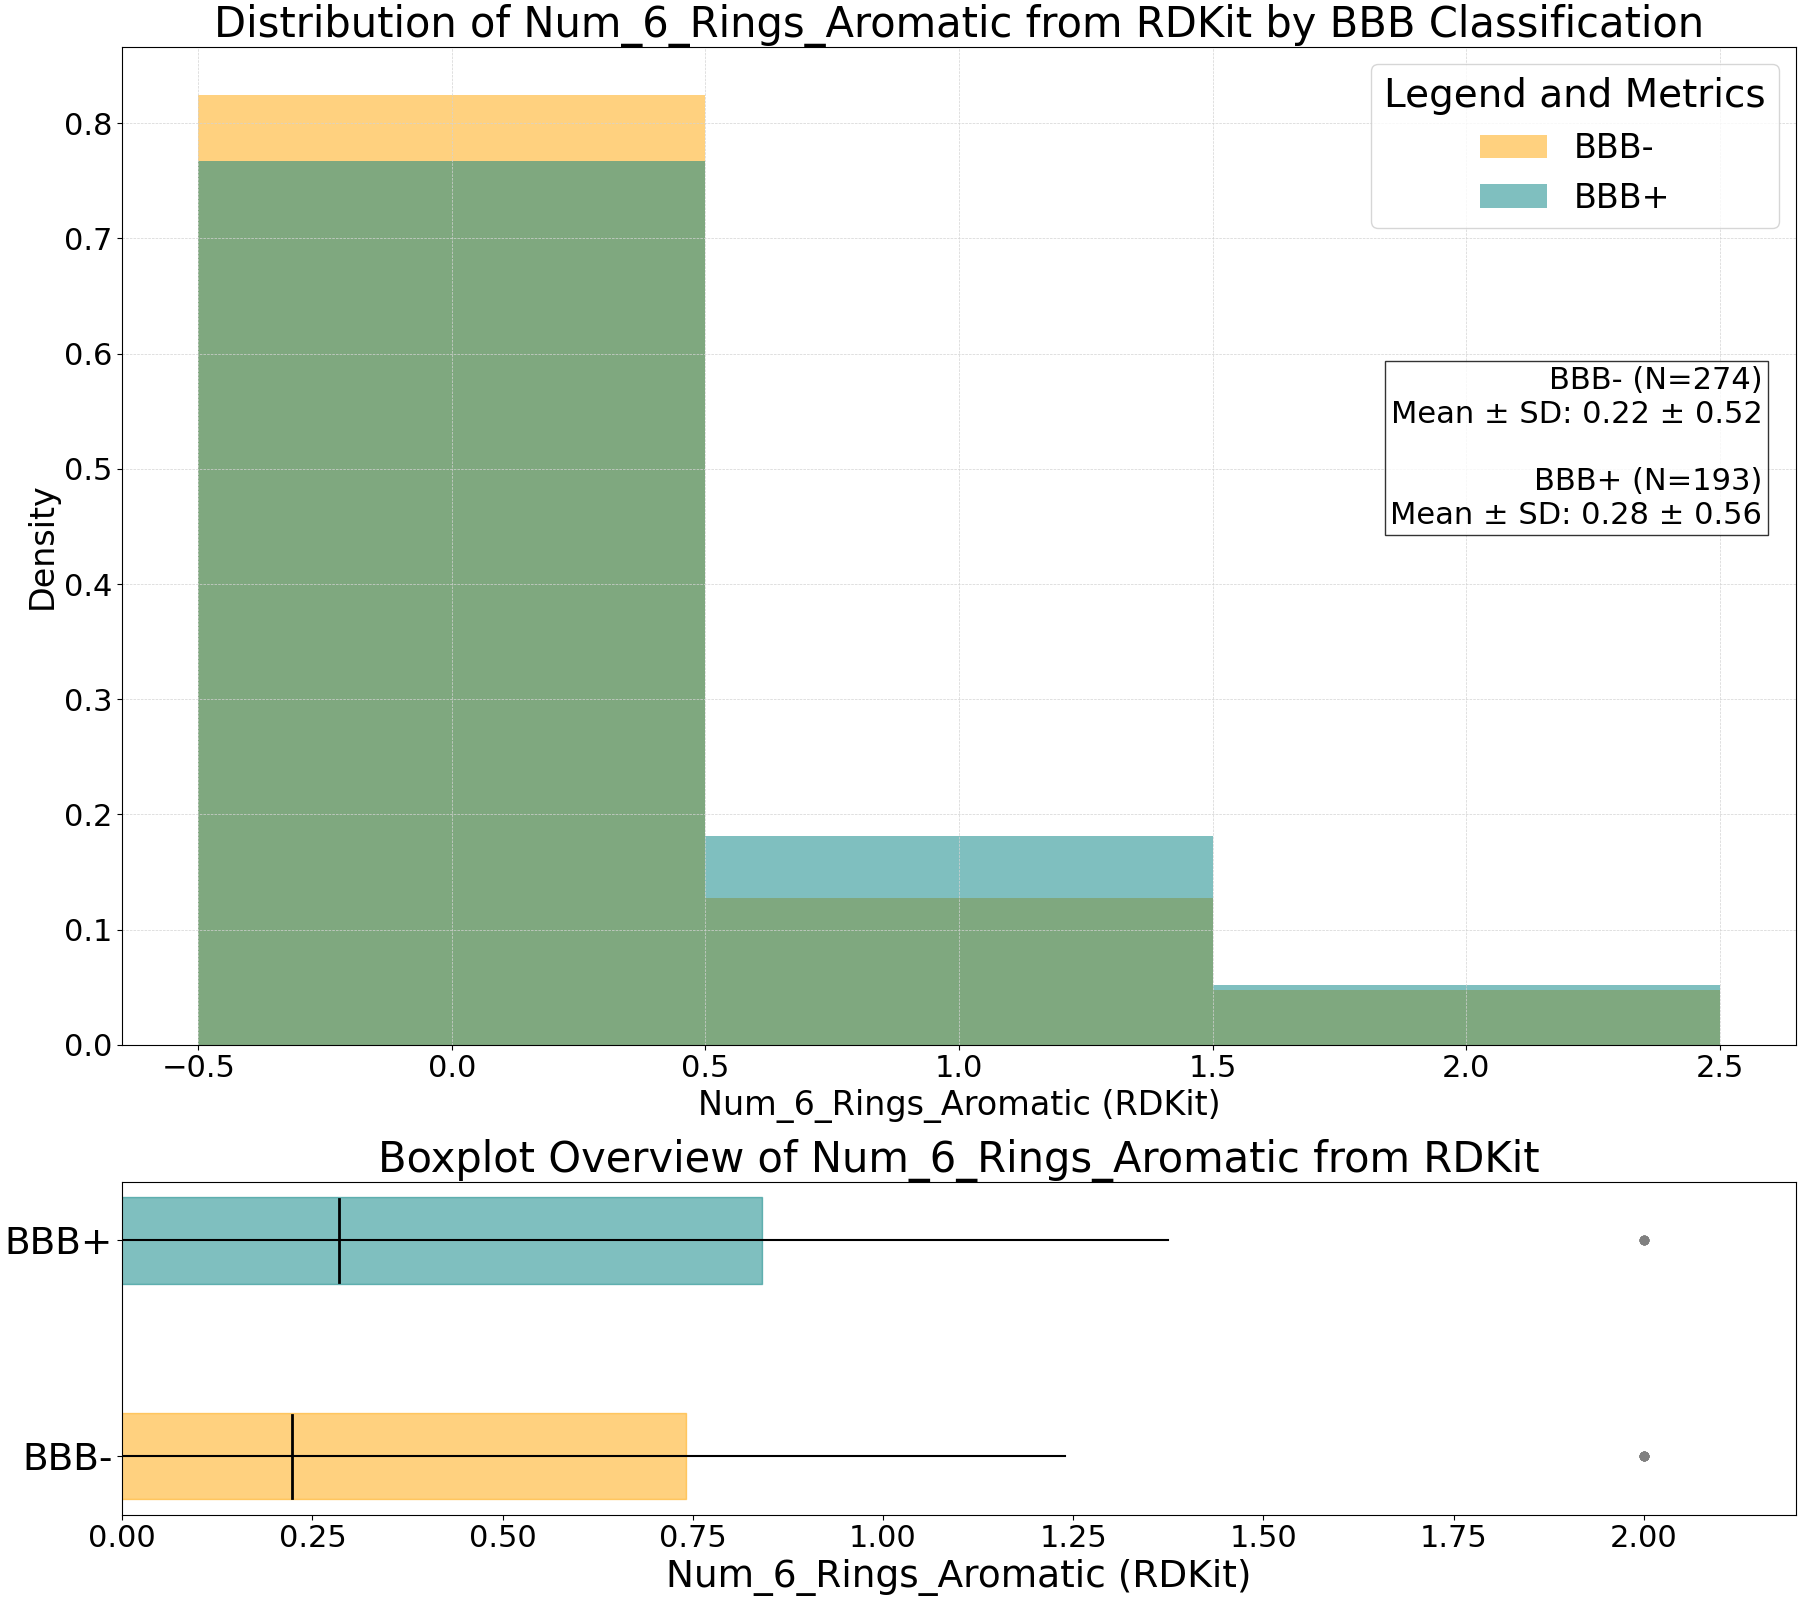 Distribution of Num_6_Rings_Aromatic from RDKit by BBB Classification
Legend and Metrics
BBB-
BBB+
BBB- (N=274)
Mean ± SD: 0.22 ± 0.52
BBB+ (N=193)
Mean ± SD: 0.28 ± 0.56
Density
0.8
0.7
0.6
0.5
0.4
0.3
0.2
0.1
0.0
−0.5 0.0 0.5 1.0 1.5 2.0 2.5
Num_6_Rings_Aromatic (RDKit)
Boxplot Overview of Num_6_Rings_Aromatic from RDKit
BBB+
BBB-
0.00 0.25 0.50 0.75 1.00 1.25 1.50 1.75 2.00
Num_6_Rings_Aromatic (RDKit)